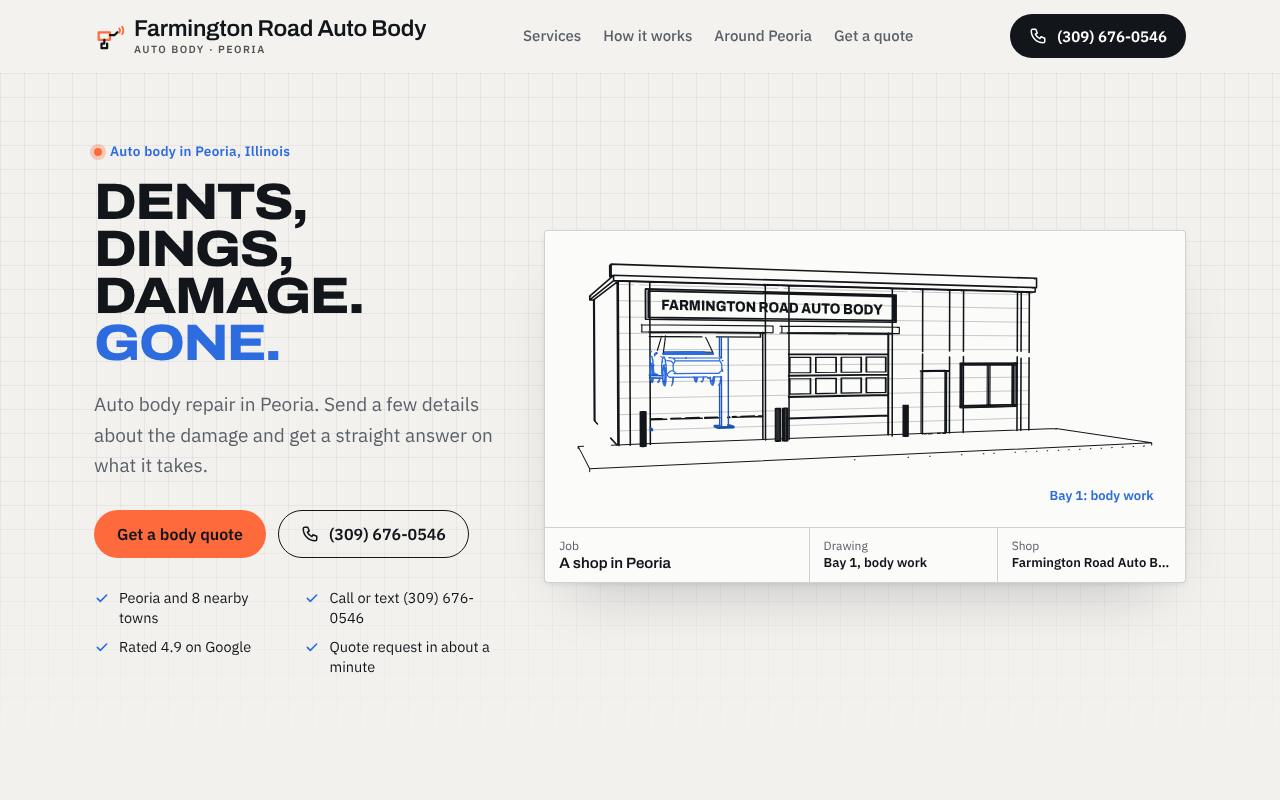 Farmington Road Auto Body
AUTO BODY · PEORIA
Services
How it works
Around Peoria
Get a quote
(309) 676-0546
Auto body in Peoria, Illinois
DENTS,
DINGS,
DAMAGE.
GONE.
Auto body repair in Peoria. Send a few details
about the damage and get a straight answer on
what it takes.
Get a body quote
(309) 676-0546
Peoria and 8 nearby
towns
Call or text (309) 676-
0546
Rated 4.9 on Google
Quote request in about a
minute
FARMINGTON ROAD AUTO BODY
Bay 1: body work
Job
A shop in Peoria
Drawing
Bay 1, body work
Shop
Farmington Road Auto B...